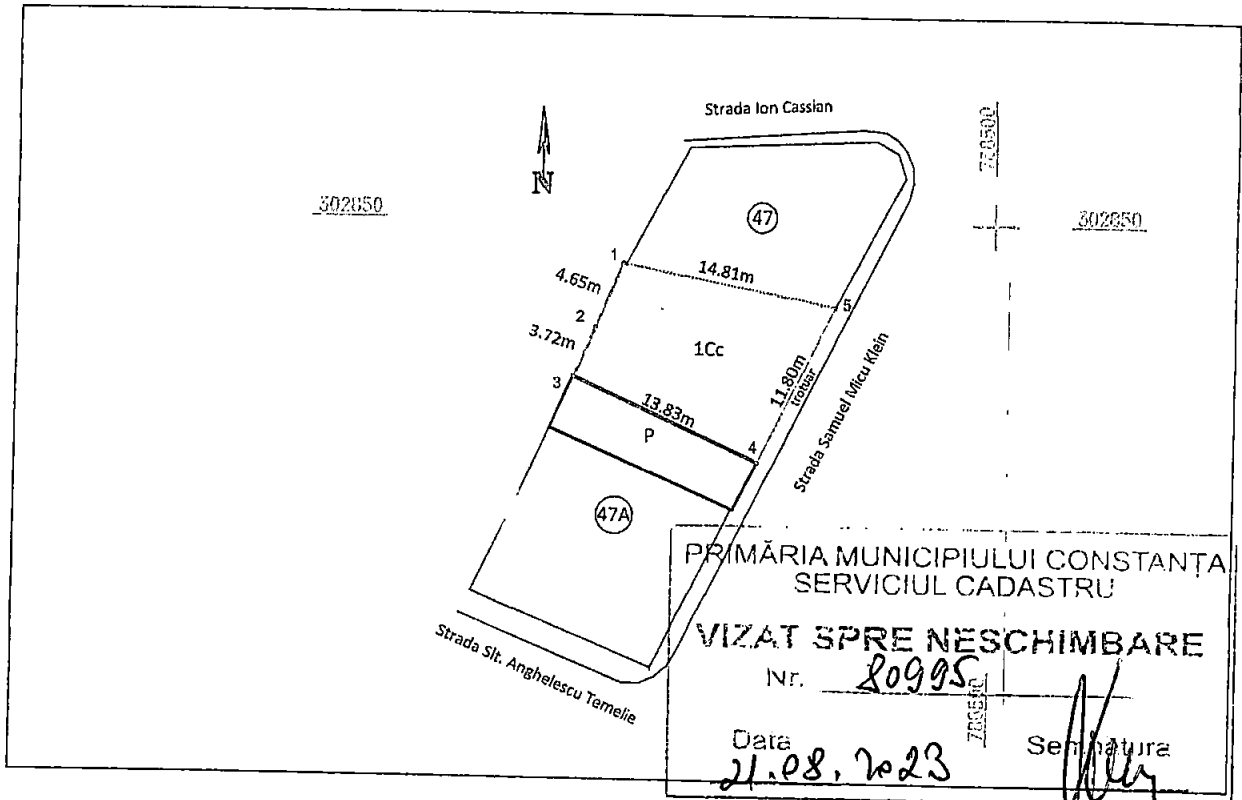 Strada Ion Cassian
N
302850
302850
47
1
14.81m
4.65m
5
2
3.72m
1Cc
3
11.80m
trotuar
13.83m
Strada Samuel Micu Klein
P
4
47A
Strada Slt. Anghelescu Temelie
PRIMĂRIA MUNICIPIULUI CONSTANȚA
SERVICIUL CADASTRU
VIZAT SPRE NESCHIMBARE
Nr. 80995
Data
Semnătura
21.08.2023